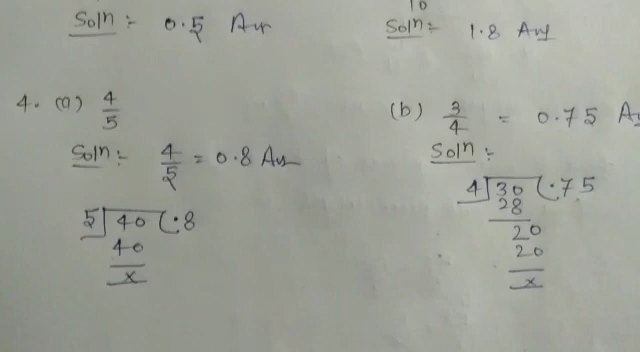 10
Soln:- 0.5 Ans
Soln:- 1.8 Ans
4. (a) 4/5
Soln:- 4/5 = 0.8 Ans
5)40(.8
40
x
(b) 3/4 = 0.75 A
Soln:-
4)30(.75
28
20
20
x